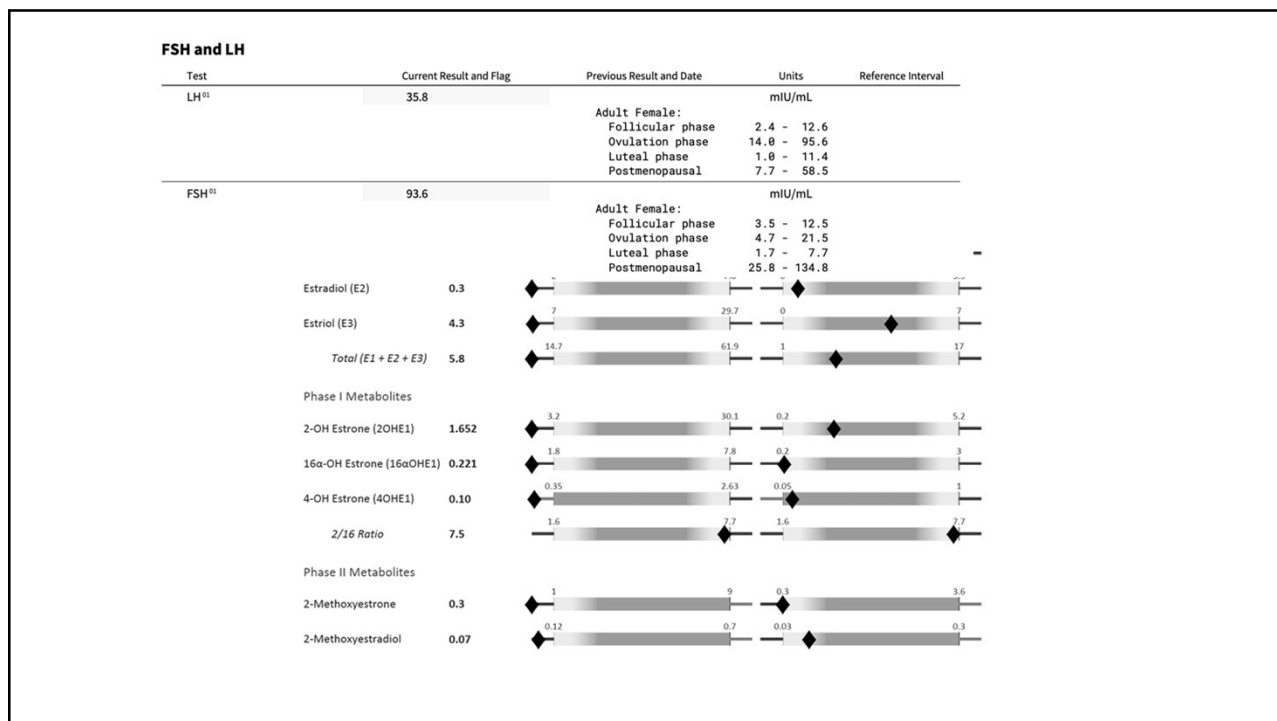 FSH and LH
Test Current Result and Flag Previous Result and Date Units Reference Interval
LH⁰¹ 35.8 mIU/mL
Adult Female:
Follicular phase 2.4 - 12.6
Ovulation phase 14.0 - 95.6
Luteal phase 1.0 - 11.4
Postmenopausal 7.7 - 58.5
FSH⁰¹ 93.6 mIU/mL
Adult Female:
Follicular phase 3.5 - 12.5
Ovulation phase 4.7 - 21.5
Luteal phase 1.7 - 7.7
Postmenopausal 25.8 - 134.8
Estradiol (E2) 0.3
7 29.7 0 7
Estriol (E3) 4.3
14.7 61.9 1 17
Total (E1 + E2 + E3) 5.8
Phase I Metabolites
3.2 30.1 0.2 5.2
2-OH Estrone (2OHE1) 1.652
1.8 7.8 0.2 3
16α-OH Estrone (16αOHE1) 0.221
0.35 2.63 0.05 1
4-OH Estrone (4OHE1) 0.10
1.6 7.7 1.6 7.7
2/16 Ratio 7.5
Phase II Metabolites
1 9 0.3 3.6
2-Methoxyestrone 0.3
0.12 0.7 0.03 0.3
2-Methoxyestradiol 0.07